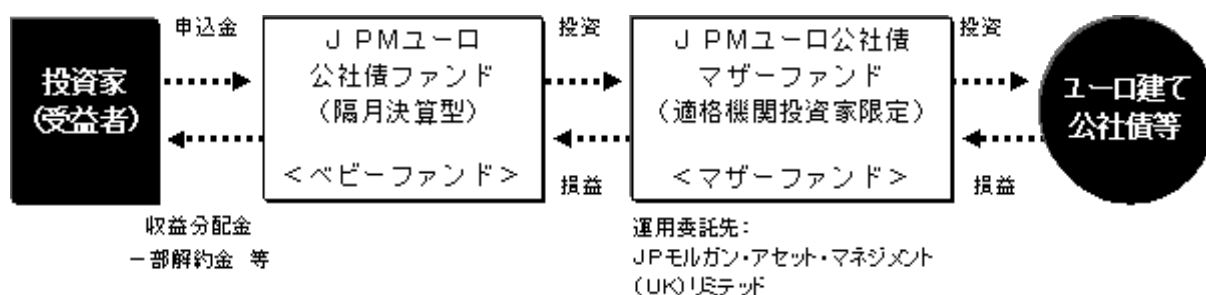 投資家
(受益者)
申込金
収益分配金
一部解約金 等
JPMユーロ
公社債ファンド
(隔月決算型)
<ベビーファンド>
投資
損益
JPMユーロ公社債
マザーファンド
(適格機関投資家限定)
<マザーファンド>
運用委託先:
JPモルガン・アセット・マネジメント
(UK)リミテッド
投資
損益
ユーロ建て
公社債等